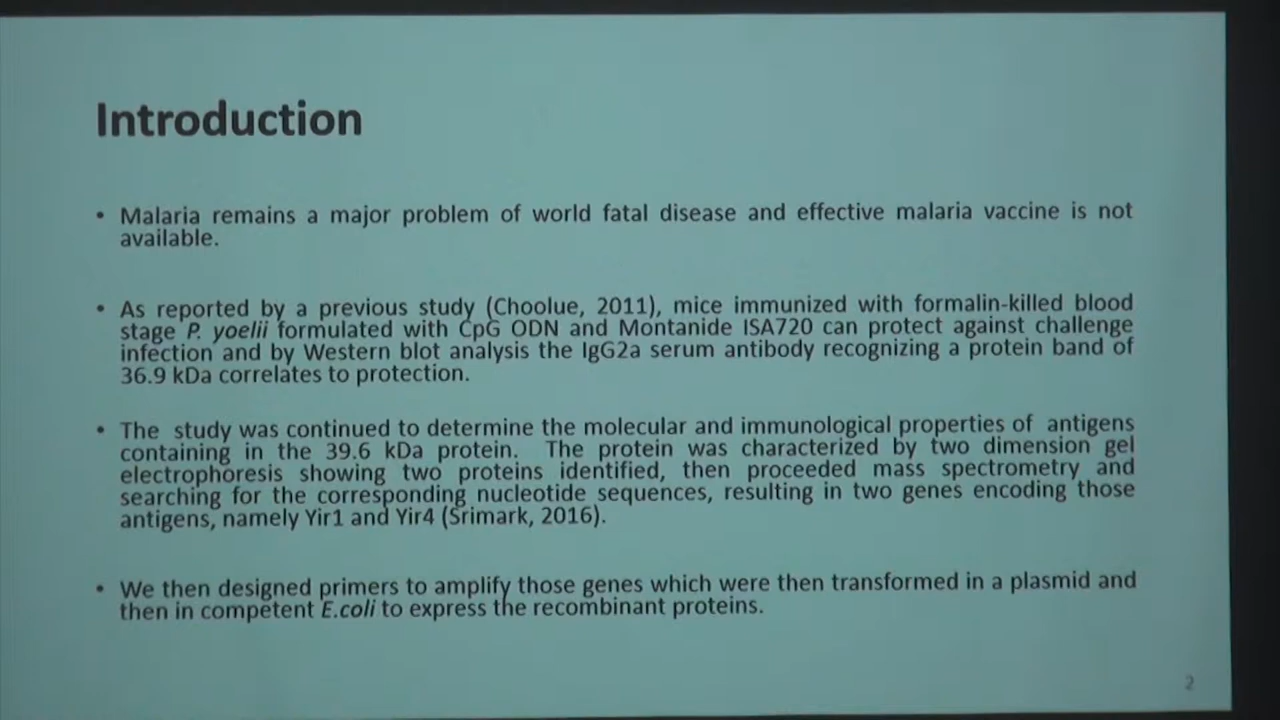 Introduction
• Malaria remains a major problem of world fatal disease and effective malaria vaccine is not
available.
• As reported by a previous study (Choolue, 2011), mice immunized with formalin-killed blood
stage P. yoelii formulated with CpG ODN and Montanide ISA720 can protect against challenge
infection and by Western blot analysis the IgG2a serum antibody recognizing a protein band of
36.9 kDa correlates to protection.
• The study was continued to determine the molecular and immunological properties of antigens
containing in the 39.6 kDa protein. The protein was characterized by two dimension gel
electrophoresis showing two proteins identified, then proceeded mass spectrometry and
searching for the corresponding nucleotide sequences, resulting in two genes encoding those
antigens, namely Yir1 and Yir4 (Srimark, 2016).
• We then designed primers to amplify those genes which were then transformed in a plasmid and
then in competent E.coli to express the recombinant proteins.
2